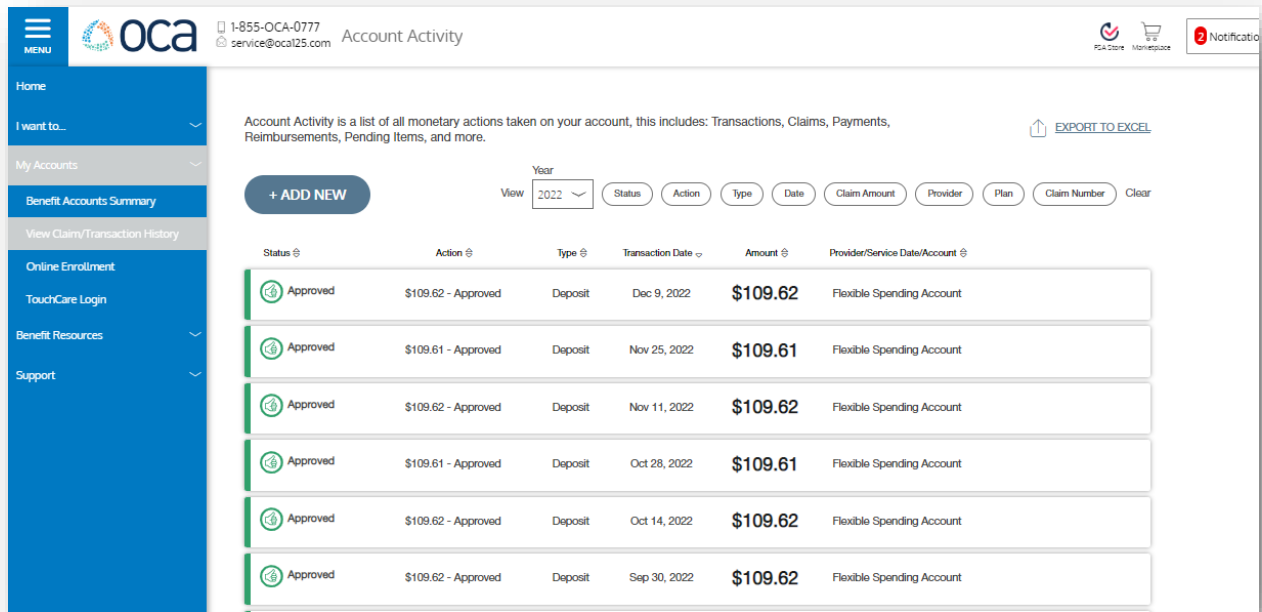 MENU
oca
1-855-OCA-0777
service@oca125.com
Account Activity
FSA Store
Marketplace
2 Notificatio
Home
I want to...
My Accounts
Benefit Accounts Summary
View Claim/Transaction History
Online Enrollment
TouchCare Login
Benefit Resources
Support
Account Activity is a list of all monetary actions taken on your account, this includes: Transactions, Claims, Payments,
Reimbursements, Pending Items, and more.
EXPORT TO EXCEL
+ ADD NEW
Year
View 2022 Status Action Type Date Claim Amount Provider Plan Claim Number Clear
Status Action Type Transaction Date Amount Provider/Service Date/Account
Approved $109.62 - Approved Deposit Dec 9, 2022 $109.62 Flexible Spending Account
Approved $109.61 - Approved Deposit Nov 25, 2022 $109.61 Flexible Spending Account
Approved $109.62 - Approved Deposit Nov 11, 2022 $109.62 Flexible Spending Account
Approved $109.61 - Approved Deposit Oct 28, 2022 $109.61 Flexible Spending Account
Approved $109.62 - Approved Deposit Oct 14, 2022 $109.62 Flexible Spending Account
Approved $109.62 - Approved Deposit Sep 30, 2022 $109.62 Flexible Spending Account